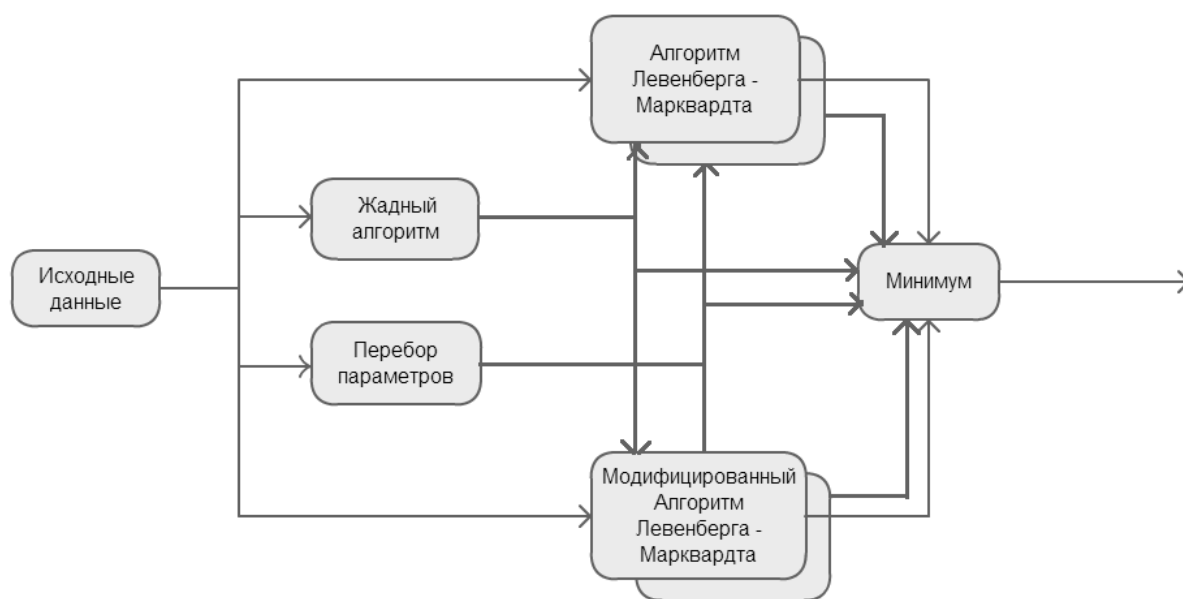 Алгоритм
Левенберга -
Марквардта
Жадный
алгоритм
Исходные
данные
Минимум
Перебор
параметров
Модифицированный
Алгоритм
Левенберга -
Марквардта